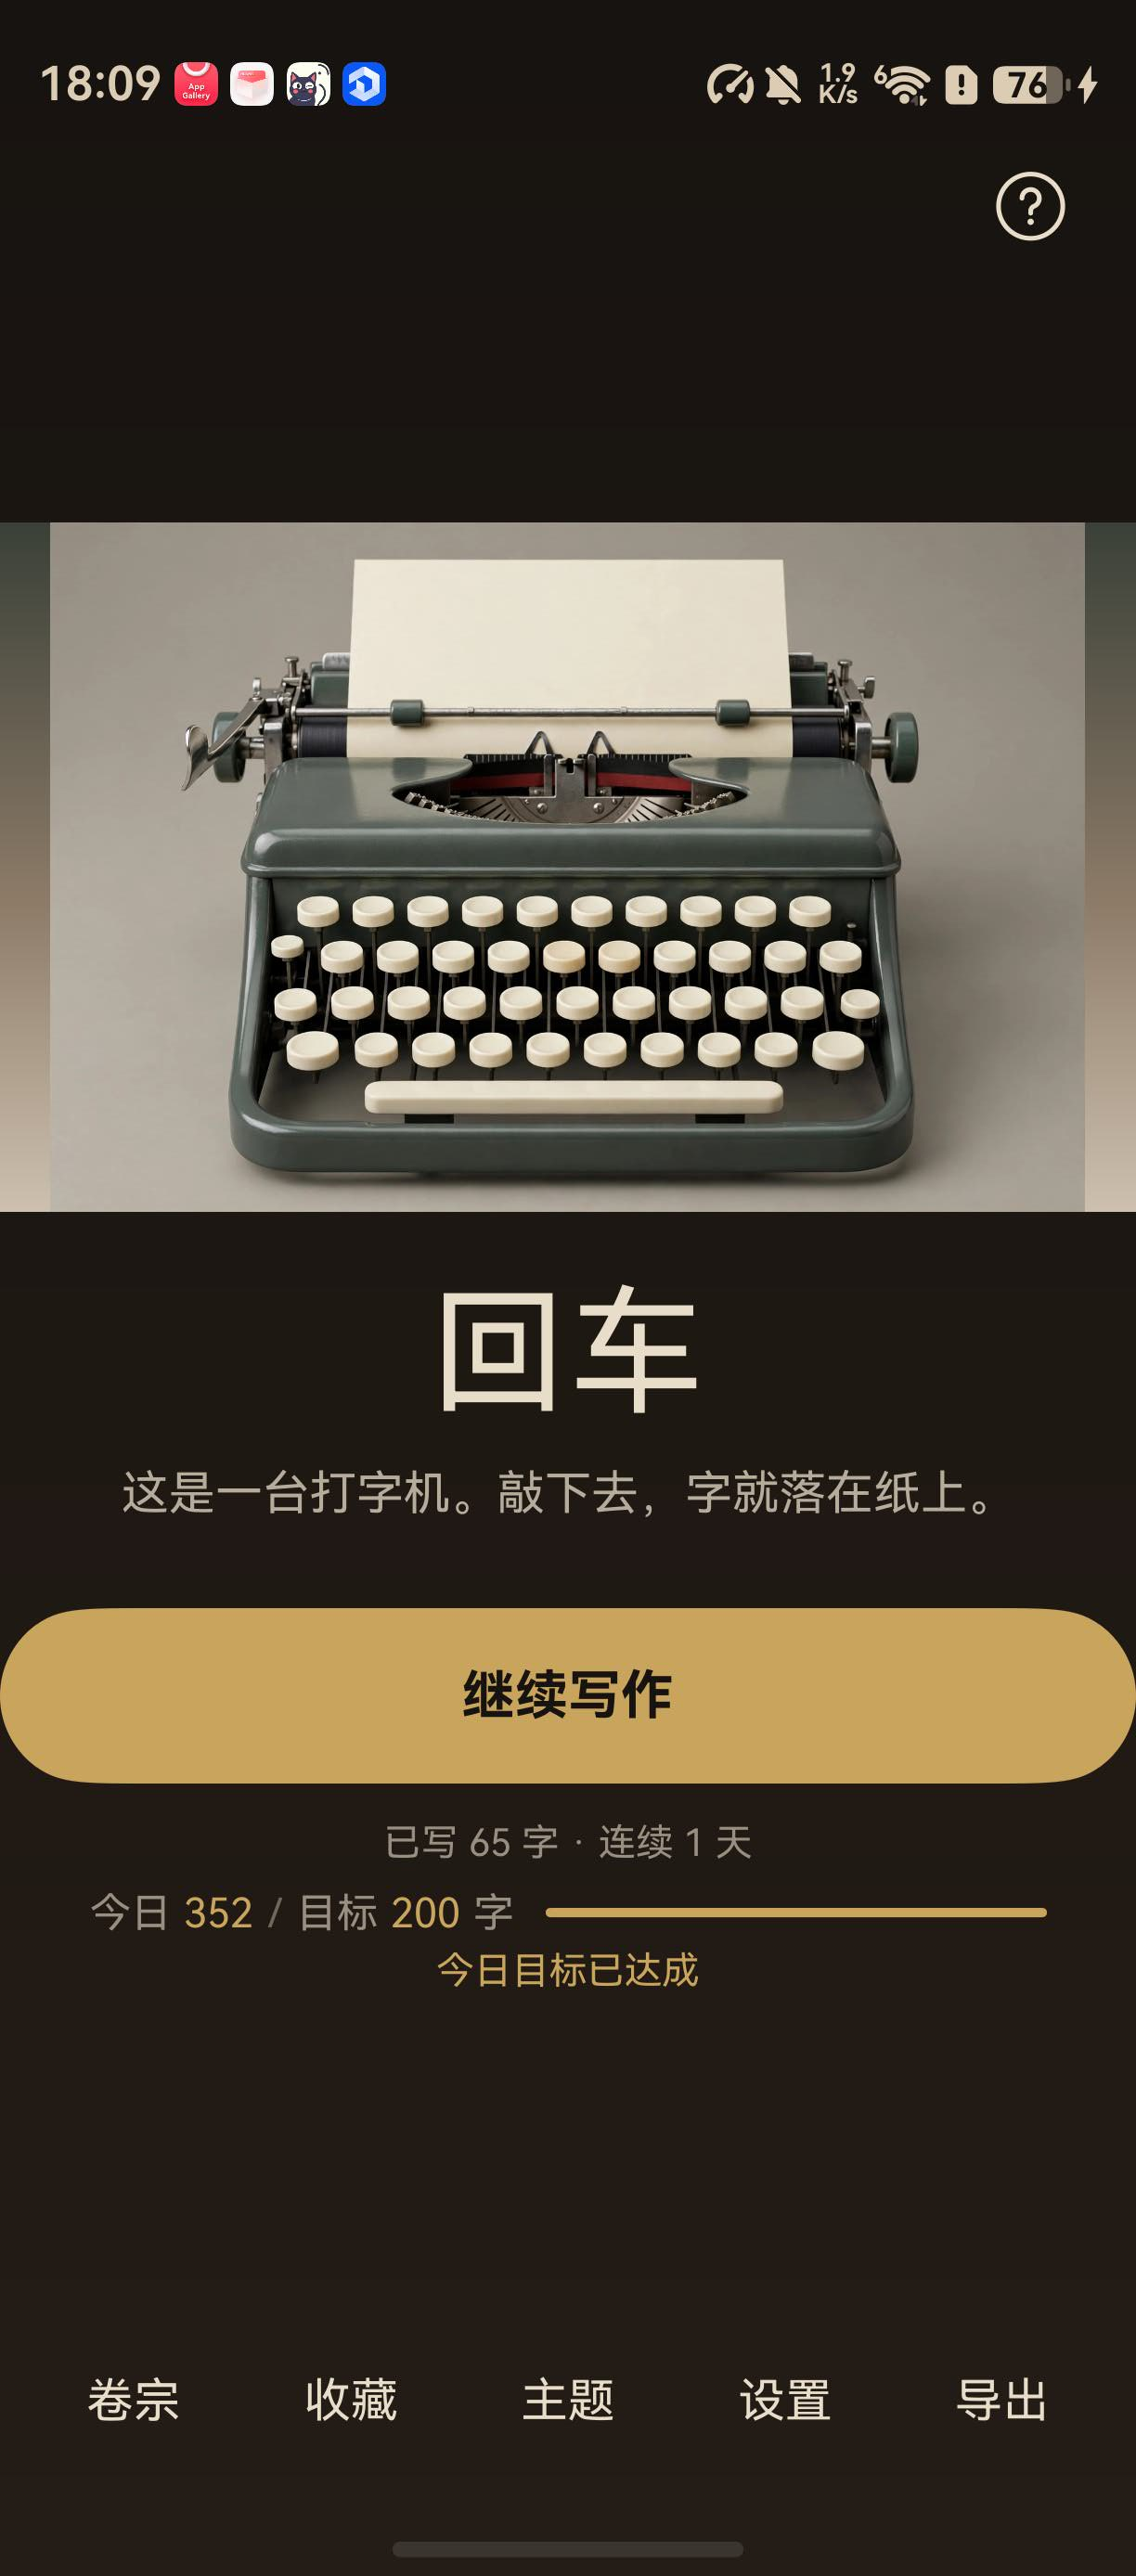 18:09
App
Gallery
1.9
K/s
6
76
?
回车
这是一台打字机。敲下去，字就落在纸上。
继续写作
已写 65 字 · 连续 1 天
今日 352 / 目标 200 字
今日目标已达成
卷宗 收藏 主题 设置 导出